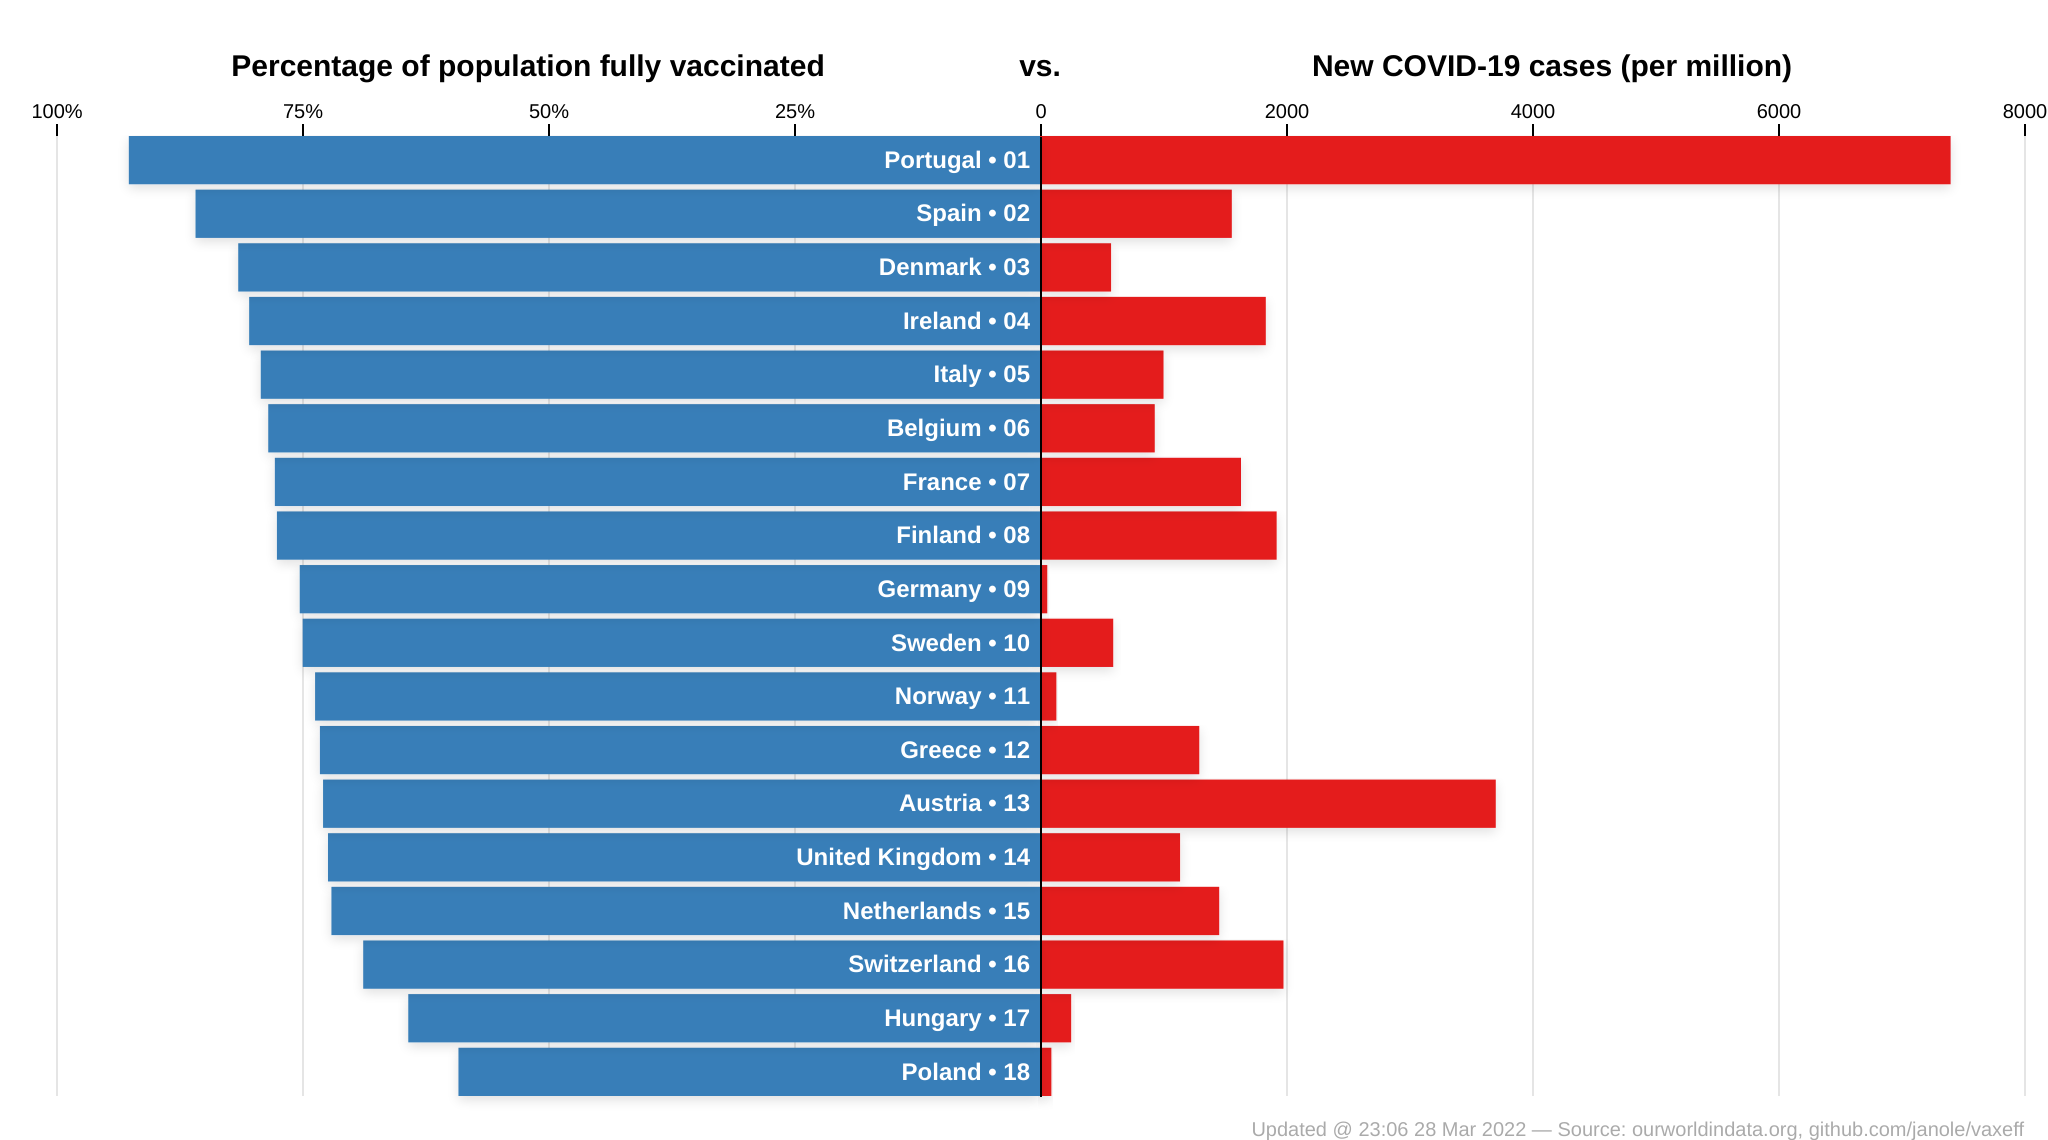 Percentage of population fully vaccinated vs. New COVID-19 cases (per million)
100% 75% 50% 25% 0 2000 4000 6000 8000
Portugal • 01
Spain • 02
Denmark • 03
Ireland • 04
Italy • 05
Belgium • 06
France • 07
Finland • 08
Germany • 09
Sweden • 10
Norway • 11
Greece • 12
Austria • 13
United Kingdom • 14
Netherlands • 15
Switzerland • 16
Hungary • 17
Poland • 18
Updated @ 23:06 28 Mar 2022 — Source: ourworldindata.org, github.com/janole/vaxeff